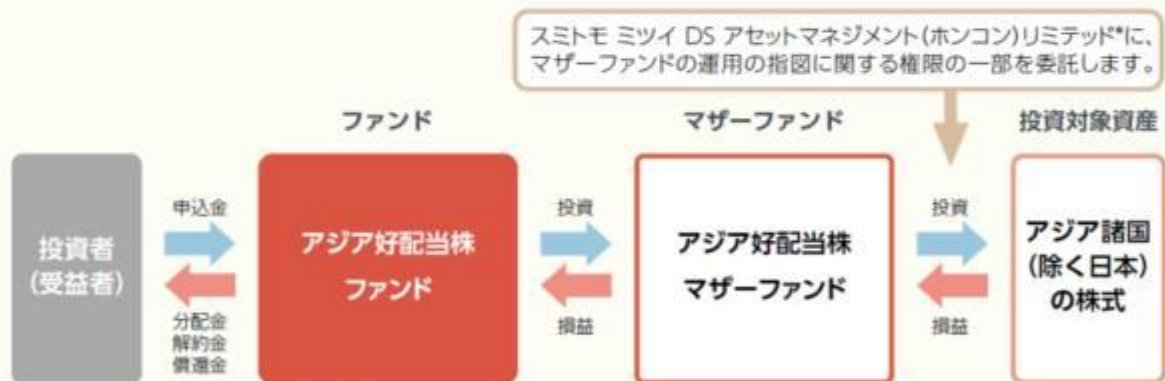 スミトモ ミツイ DS アセットマネジメント(ホンコン)リミテッド*に、
マザーファンドの運用の指図に関する権限の一部を委託します。
ファンド
マザーファンド
投資対象資産
投資者
(受益者)
申込金
分配金
解約金
償還金
アジア好配当株
ファンド
投資
損益
アジア好配当株
マザーファンド
投資
損益
アジア諸国
(除く日本)
の株式